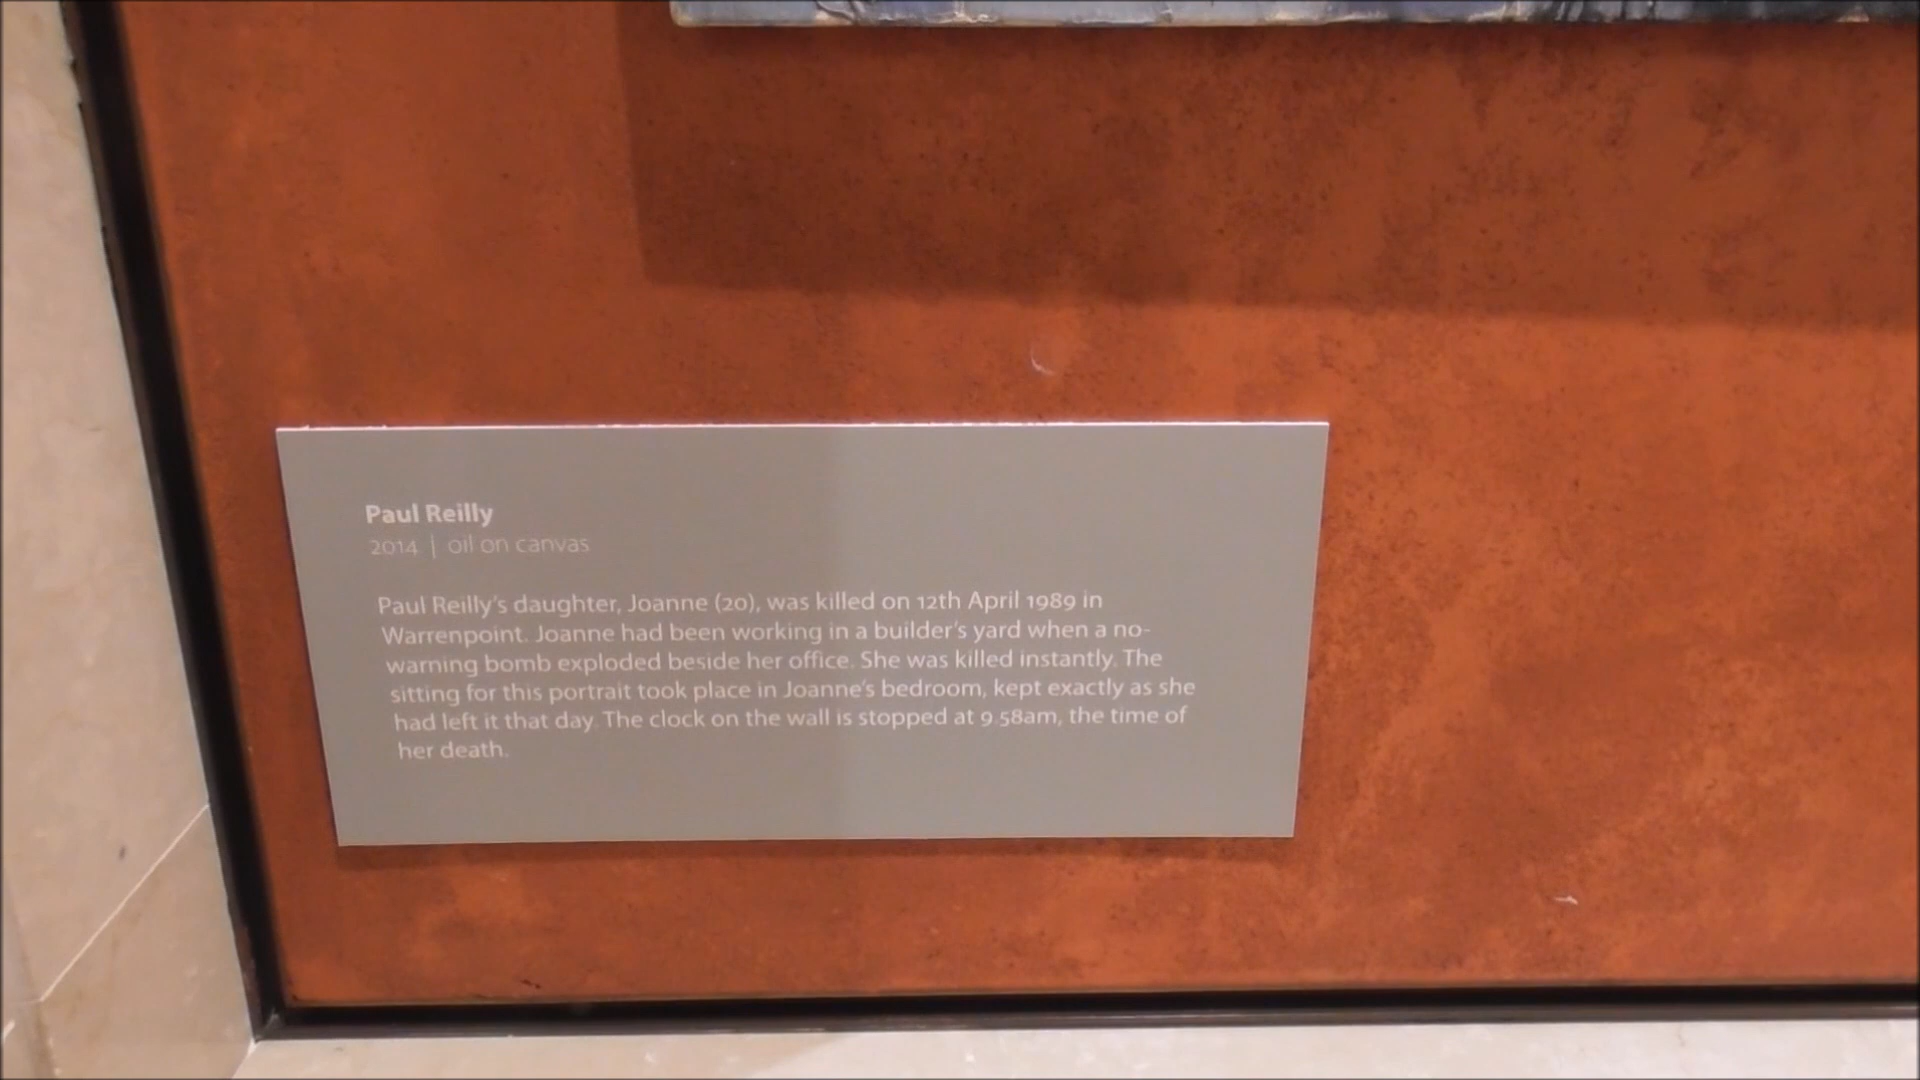 Paul Reilly
2014 | oil on canvas
Paul Reilly's daughter, Joanne (20), was killed on 12th April 1989 in
Warrenpoint. Joanne had been working in a builder's yard when a no-
warning bomb exploded beside her office. She was killed instantly. The
sitting for this portrait took place in Joanne's bedroom, kept exactly as she
had left it that day. The clock on the wall is stopped at 9.58am, the time of
her death.